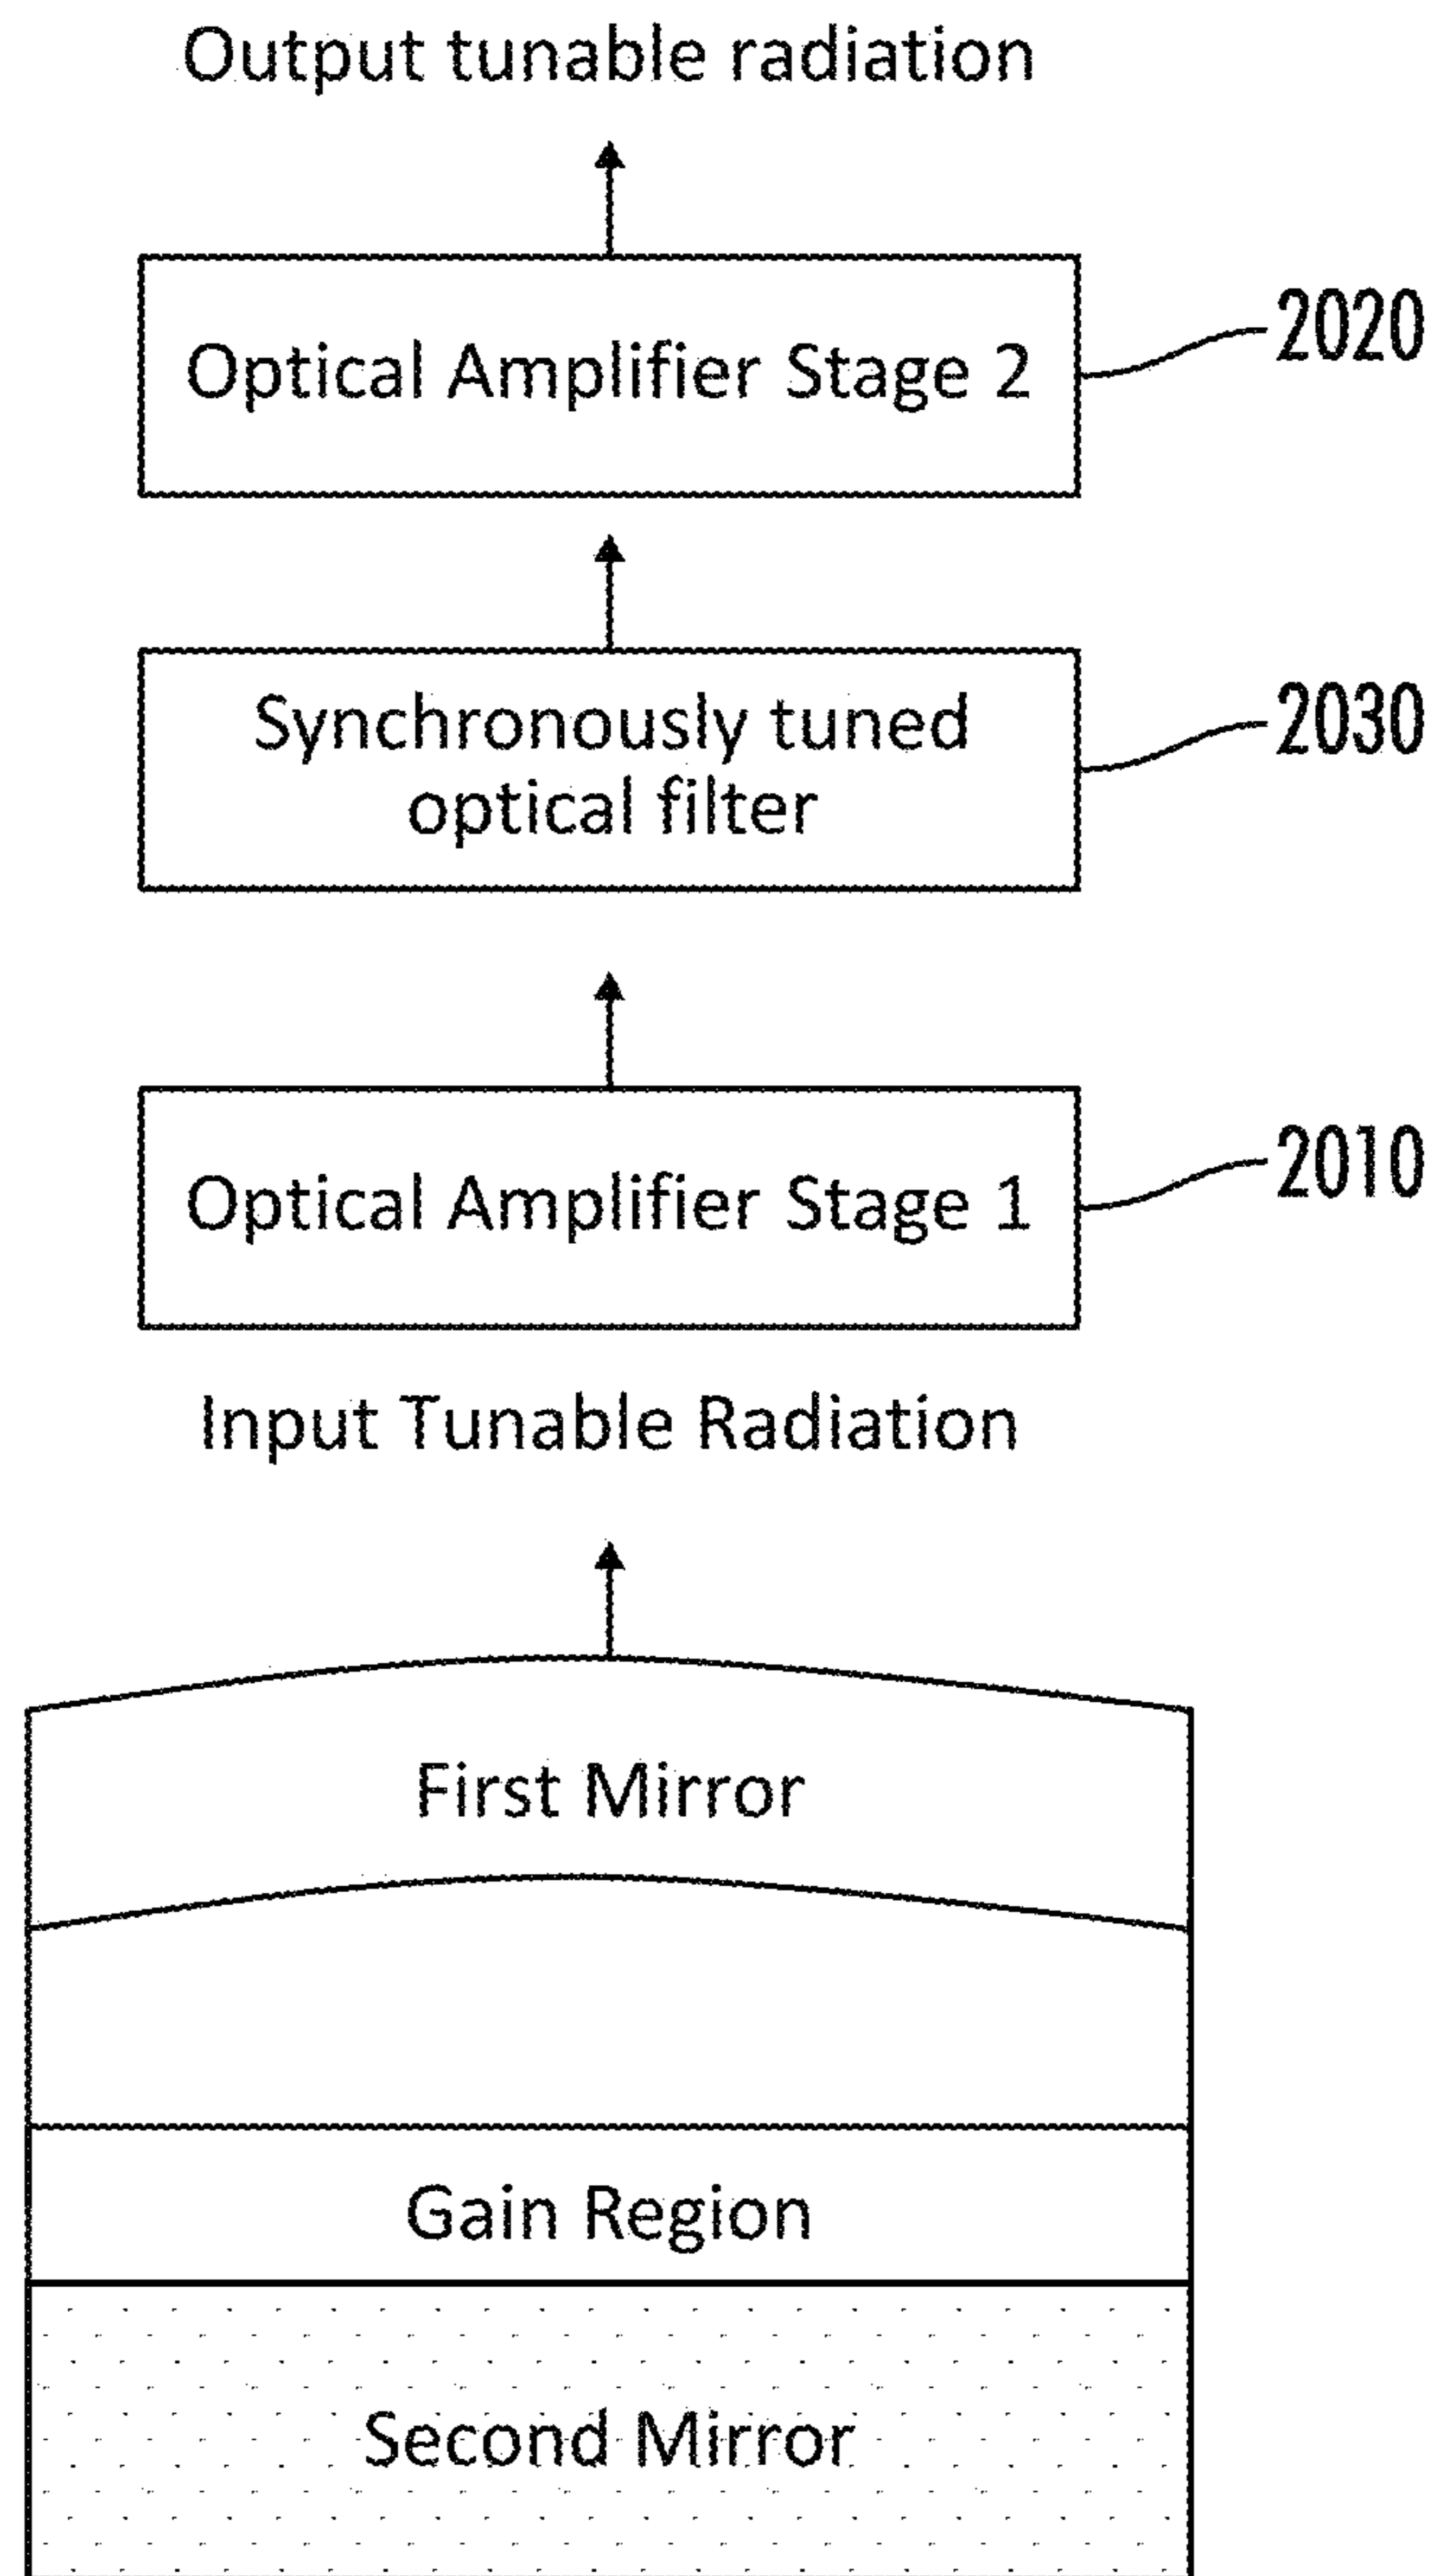 Output tunable radiation
Optical Amplifier Stage 2
2020
Synchronously tuned
optical filter
2030
Optical Amplifier Stage 1
2010
Input Tunable Radiation
First Mirror
Gain Region
Second Mirror